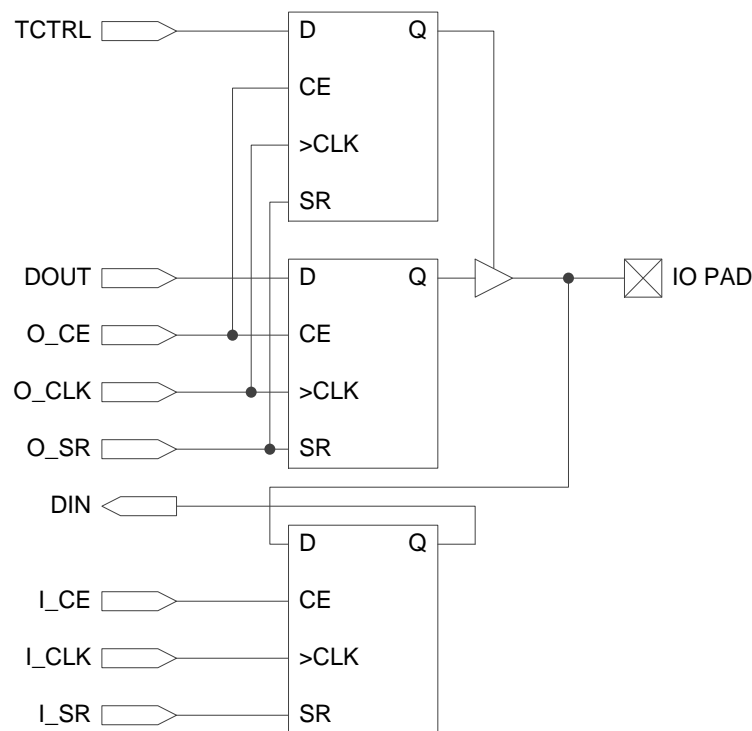 TCTRL D Q
CE
>CLK
SR
DOUT D Q IO PAD
O_CE CE
O_CLK >CLK
O_SR SR
DIN
D Q
I_CE CE
I_CLK >CLK
I_SR SR